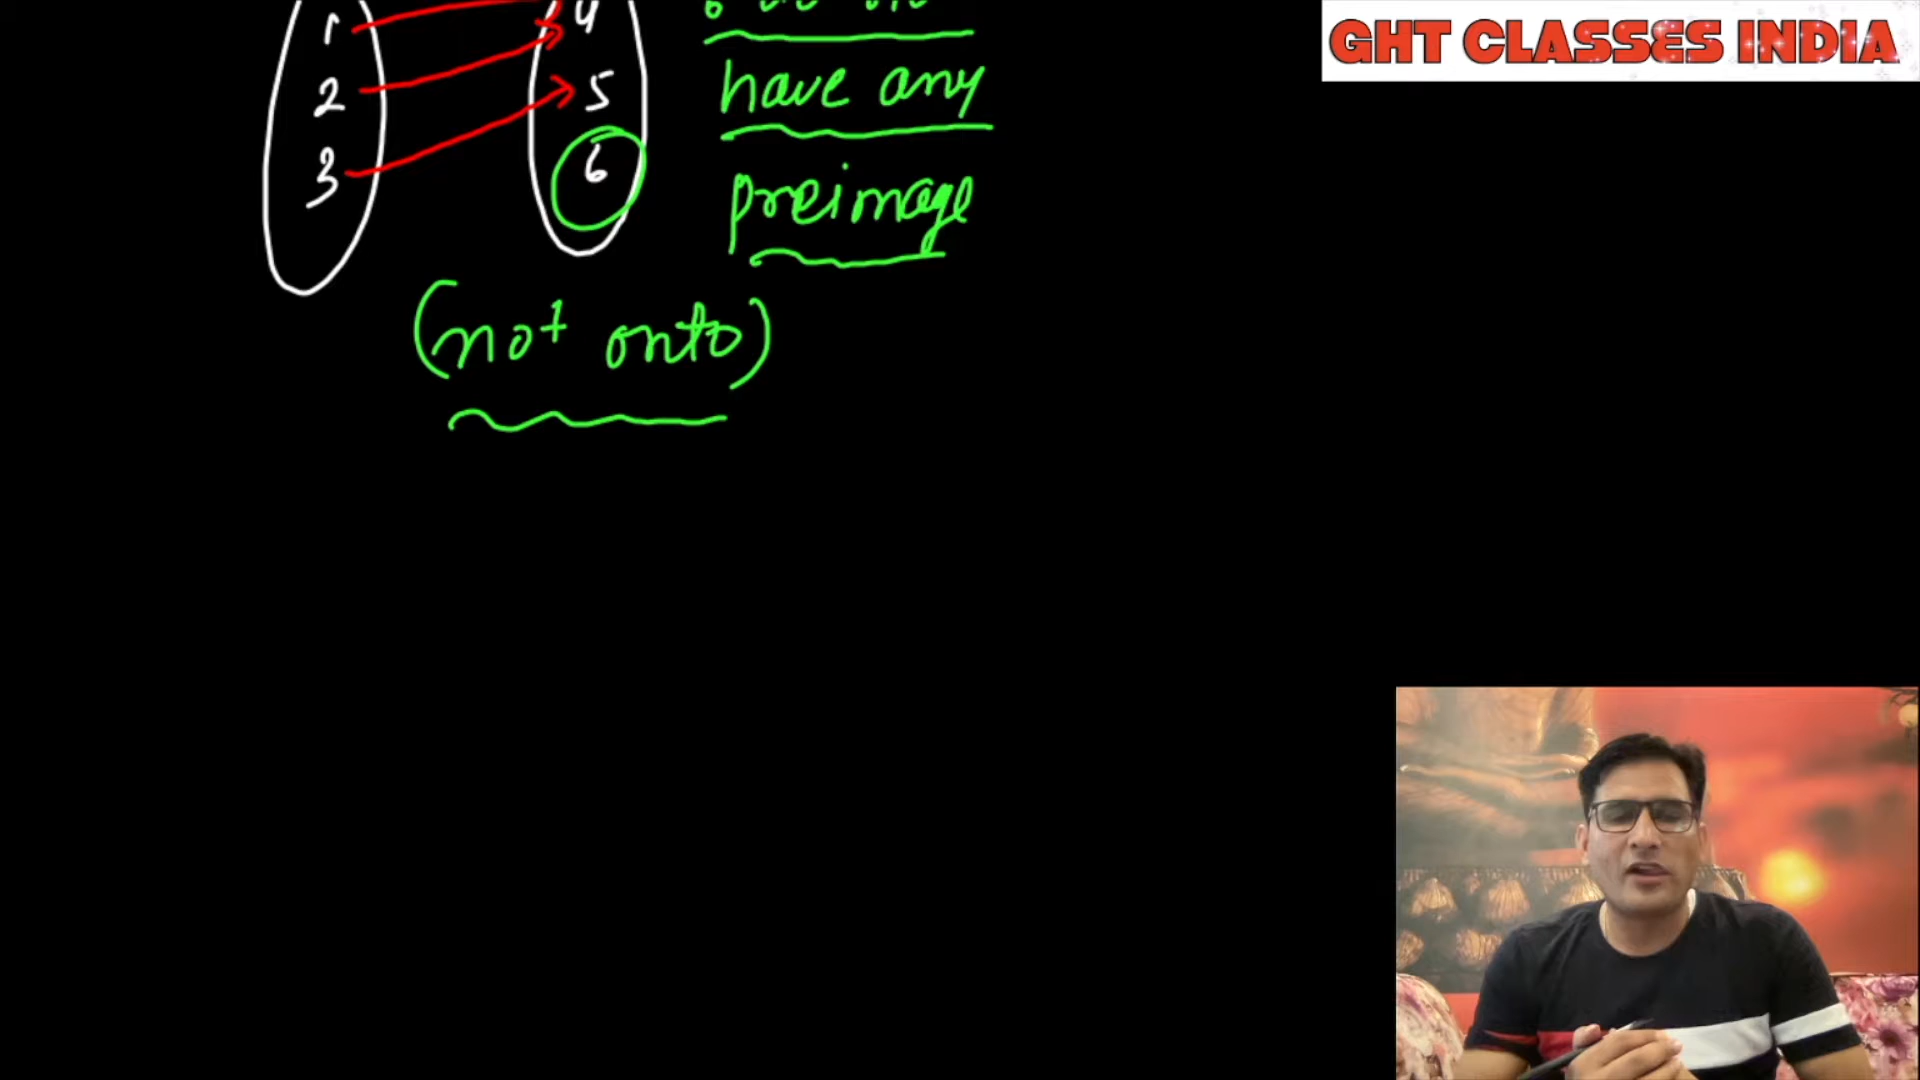 GHT CLASSES INDIA
1 4
have any
2 5
3 6
preimage
(not onto)